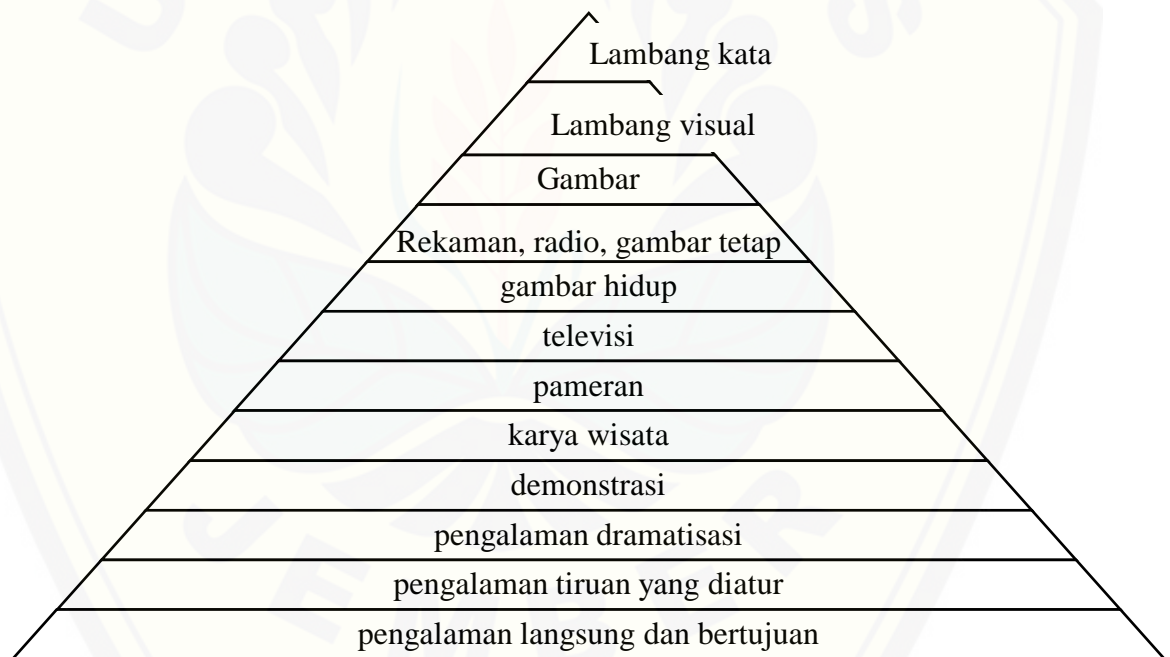 Lambang kata
Lambang visual
Gambar
Rekaman, radio, gambar tetap
gambar hidup
televisi
pameran
karya wisata
demonstrasi
pengalaman dramatisasi
pengalaman tiruan yang diatur
pengalaman langsung dan bertujuan